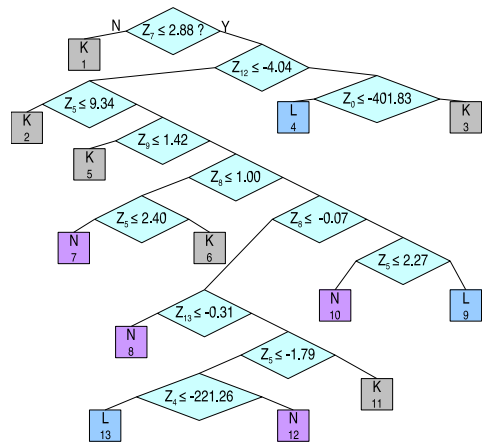 N Z7 ≤ 2.88 ? Y
K
1
Z12 ≤ -4.04
Z5 ≤ 9.34
L
4
Z0 ≤ -401.83
K
3
K
2
Z9 ≤ 1.42
K
5
Z8 ≤ 1.00
N
7
Z5 ≤ 2.40
K
6
Z8 ≤ -0.07
Z5 ≤ 2.27
N
10
L
9
Z13 ≤ -0.31
N
8
Z5 ≤ -1.79
K
11
Z4 ≤ -221.26
L
13
N
12